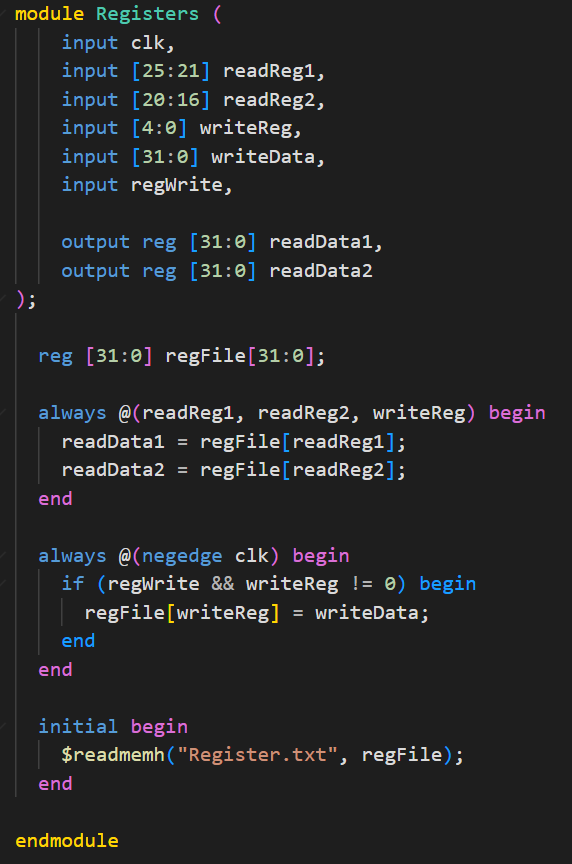 module Registers (
    input clk,
    input [25:21] readReg1,
    input [20:16] readReg2,
    input [4:0] writeReg,
    input [31:0] writeData,
    input regWrite,

    output reg [31:0] readData1,
    output reg [31:0] readData2
);

  reg [31:0] regFile[31:0];

  always @(readReg1, readReg2, writeReg) begin
    readData1 = regFile[readReg1];
    readData2 = regFile[readReg2];
  end

  always @(negedge clk) begin
    if (regWrite && writeReg != 0) begin
      regFile[writeReg] = writeData;
    end
  end

  initial begin
    $readmemh("Register.txt", regFile);
  end

endmodule